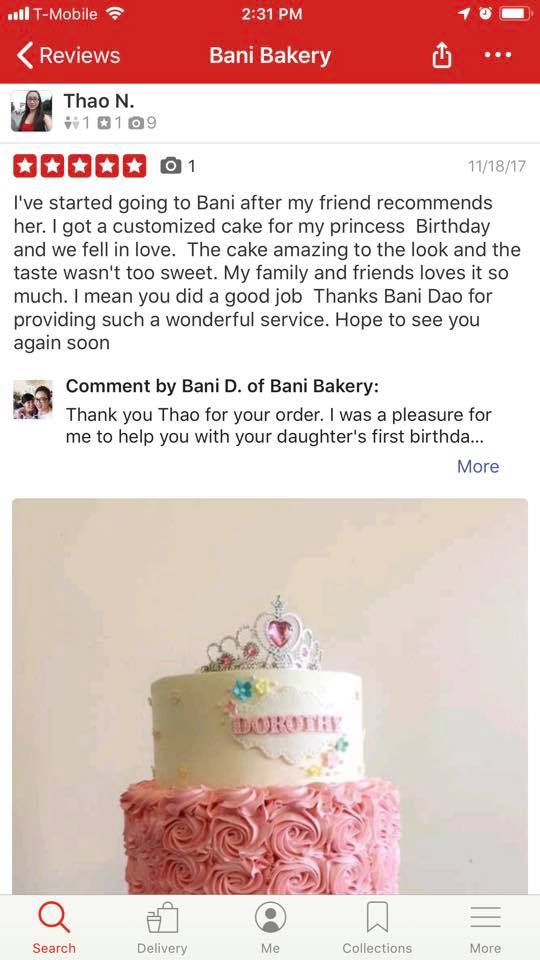 T-Mobile 2:31 PM
Reviews Bani Bakery
Thao N.
1 1 9
1 11/18/17
I've started going to Bani after my friend recommends
her. I got a customized cake for my princess  Birthday
and we fell in love.  The cake amazing to the look and the
taste wasn't too sweet. My family and friends loves it so
much. I mean you did a good job  Thanks Bani Dao for
providing such a wonderful service. Hope to see you
again soon
Comment by Bani D. of Bani Bakery:
Thank you Thao for your order. I was a pleasure for
me to help you with your daughter's first birthda...
More
DOROTHY
Search Delivery Me Collections More